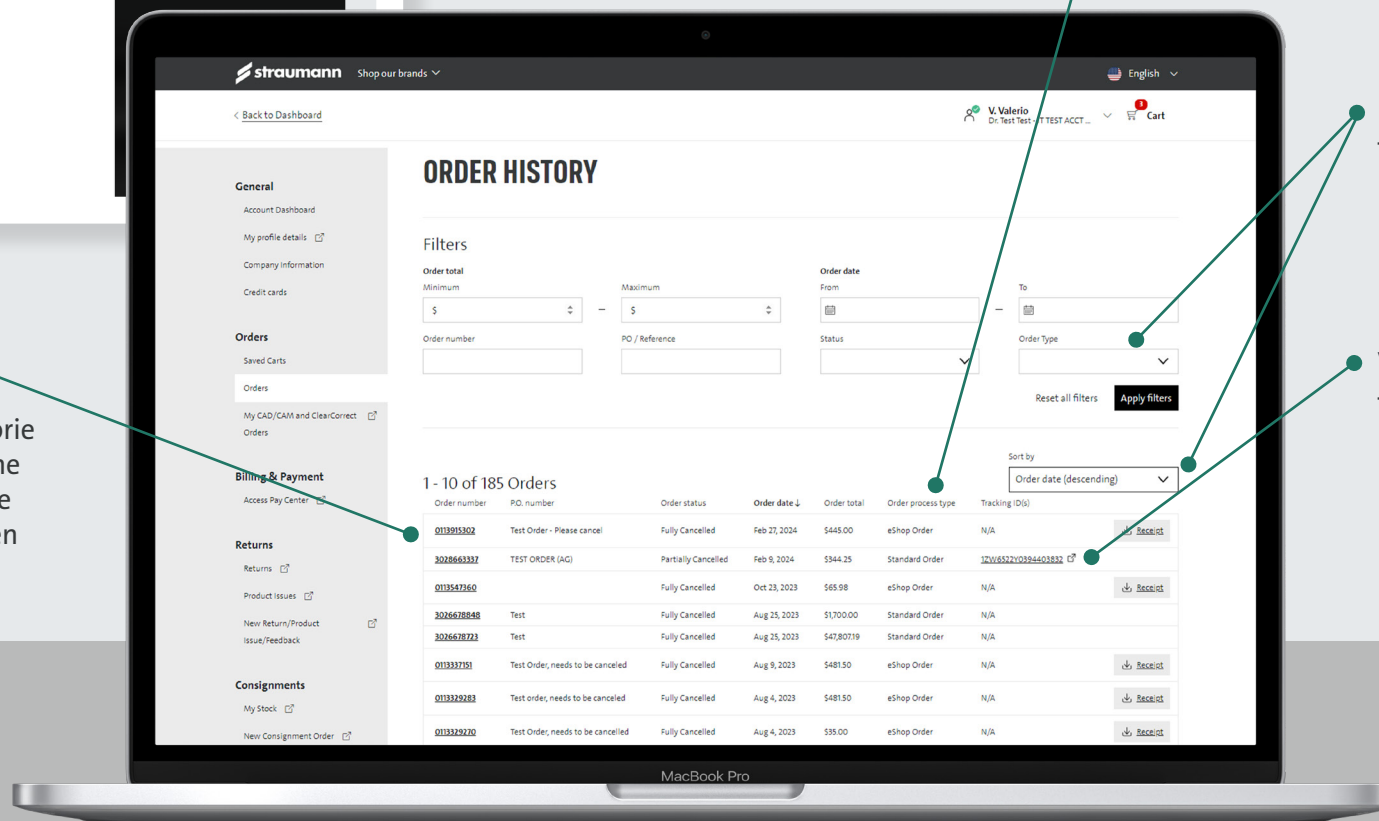 straumann Shop our brands English
Back to Dashboard
V. Valerio
Dr. Test Test - IT TEST ACCT ...
3
Cart
ORDER HISTORY
General
Account Dashboard
My profile details
Company Information
Credit cards
Orders
Saved Carts
Orders
My CAD/CAM and ClearCorrect
Orders
Billing & Payment
Access Pay Center
Returns
Returns
Product Issues
New Return/Product
Issue/Feedback
Consignments
My Stock
New Consignment Order
Filters
Order total Order date
Minimum Maximum From To
$ – $ –
Order number PO / Reference Status Order Type
Reset all filters Apply filters
Sort by
Order date (descending)
1 - 10 of 185 Orders
Order number P.O. number Order status Order date ↓ Order total Order process type Tracking ID(s)
0113915302 Test Order - Please cancel Fully Cancelled Feb 27, 2024 $445.00 eShop Order N/A Receipt
3028663337 TEST ORDER (AG) Partially Cancelled Feb 9, 2024 $344.25 Standard Order 1ZW6522Y0394403832
0113547360 Fully Cancelled Oct 23, 2023 $65.98 eShop Order N/A Receipt
3026678848 Test Fully Cancelled Aug 25, 2023 $1,700.00 Standard Order N/A
3026678723 Test Fully Cancelled Aug 25, 2023 $47,807.19 Standard Order N/A
0113337151 Test Order, needs to be canceled Fully Cancelled Aug 9, 2023 $481.50 eShop Order N/A Receipt
0113329283 Test order, needs to be canceled Fully Cancelled Aug 4, 2023 $481.50 eShop Order N/A Receipt
0113329270 Test Order, needs to be cancelled Fully Cancelled Aug 4, 2023 $35.00 eShop Order N/A Receipt
MacBook Pro